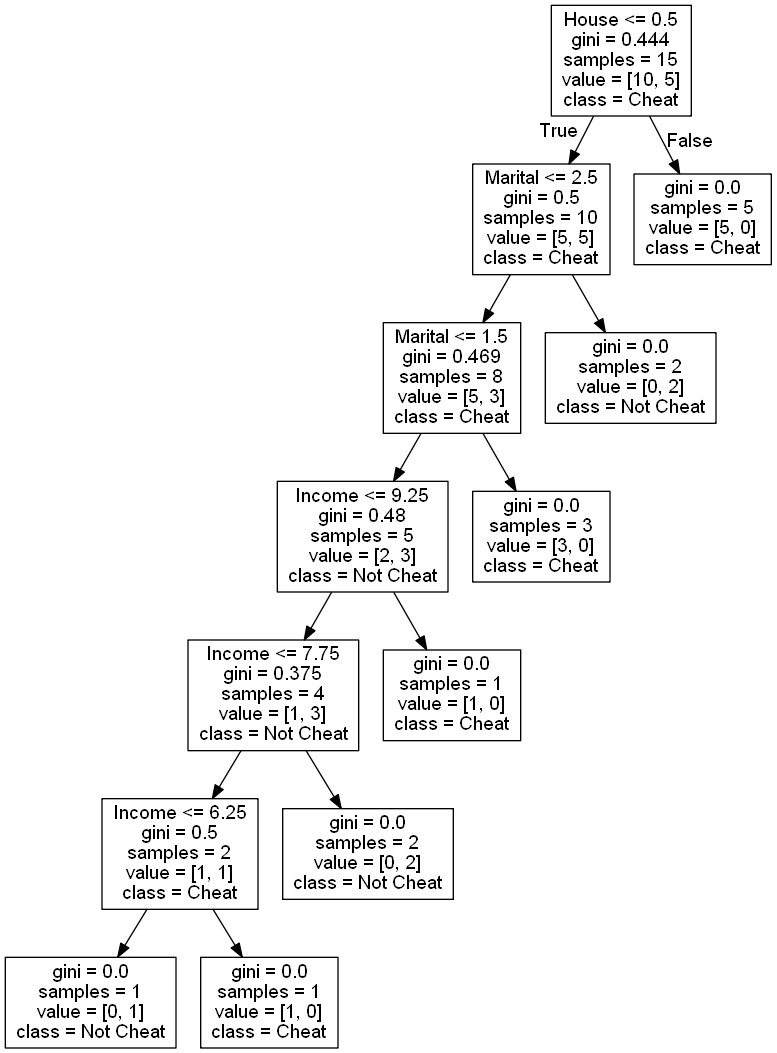 House <= 0.5
gini = 0.444
samples = 15
value = [10, 5]
class = Cheat
True
False
Marital <= 2.5
gini = 0.5
samples = 10
value = [5, 5]
class = Cheat
gini = 0.0
samples = 5
value = [5, 0]
class = Cheat
Marital <= 1.5
gini = 0.469
samples = 8
value = [5, 3]
class = Cheat
gini = 0.0
samples = 2
value = [0, 2]
class = Not Cheat
Income <= 9.25
gini = 0.48
samples = 5
value = [2, 3]
class = Not Cheat
gini = 0.0
samples = 3
value = [3, 0]
class = Cheat
Income <= 7.75
gini = 0.375
samples = 4
value = [1, 3]
class = Not Cheat
gini = 0.0
samples = 1
value = [1, 0]
class = Cheat
Income <= 6.25
gini = 0.5
samples = 2
value = [1, 1]
class = Cheat
gini = 0.0
samples = 2
value = [0, 2]
class = Not Cheat
gini = 0.0
samples = 1
value = [0, 1]
class = Not Cheat
gini = 0.0
samples = 1
value = [1, 0]
class = Cheat